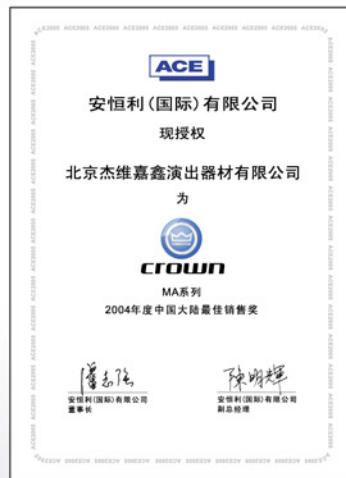 ACE
安恒利(国际)有限公司
现授权
北京杰维嘉鑫演出器材有限公司
为
crown
MA系列
2004年度中国大陆最佳销售奖
安恒利(国际)有限公司
董事长
安恒利(国际)有限公司
副总经理